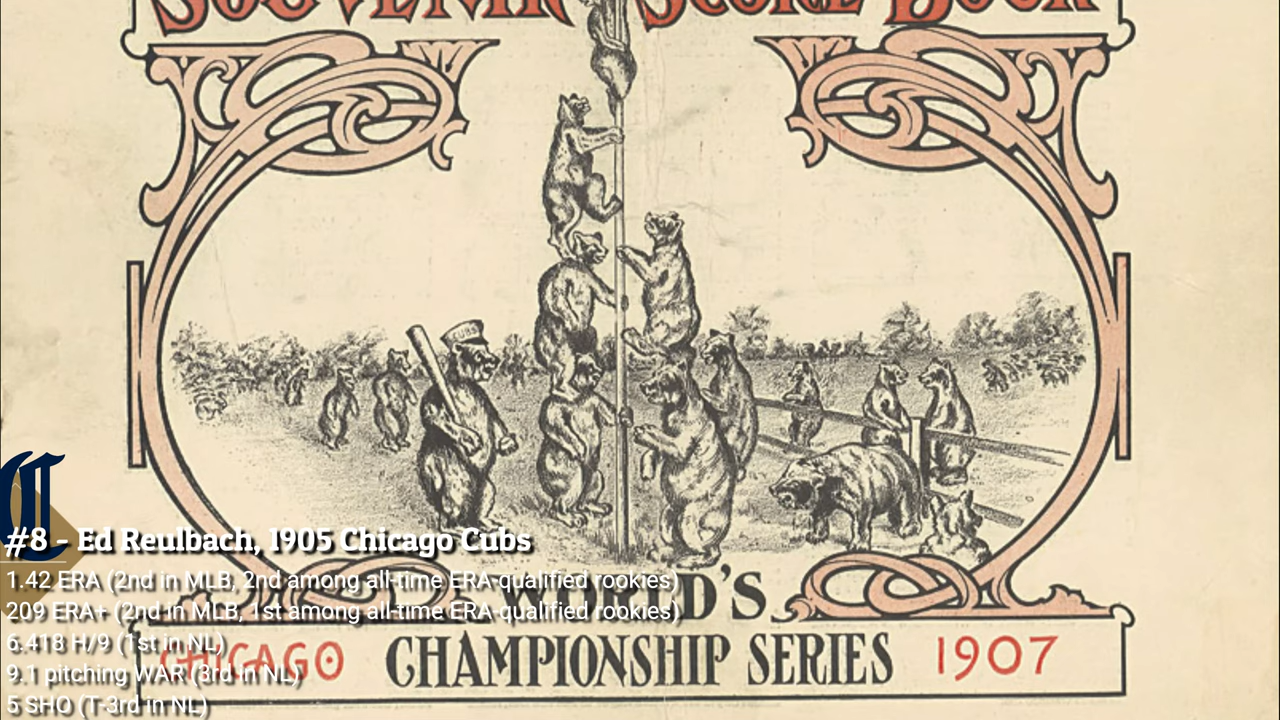 SOUVENIR SCORE BOOK
CUBS
C
#8 - Ed Reulbach, 1905 Chicago Cubs
1.42 ERA (2nd in MLB, 2nd among all-time ERA-qualified rookies)
209 ERA+ (2nd in MLB, 1st among all-time ERA-qualified rookies)
6.418 H/9 (1st in NL)
9.1 pitching WAR (3rd in NL)
5 SHO (T-3rd in NL)
WORLD'S
CHICAGO CHAMPIONSHIP SERIES 1907